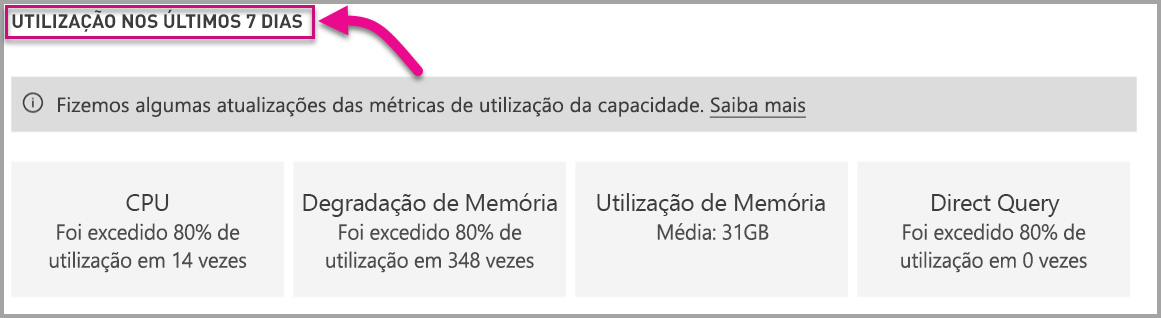 UTILIZAÇÃO NOS ÚLTIMOS 7 DIAS
Fizemos algumas atualizações das métricas de utilização da capacidade. Saiba mais
CPU
Foi excedido 80% de
utilização em 14 vezes
Degradação de Memória
Foi excedido 80% de
utilização em 348 vezes
Utilização de Memória
Média: 31GB
Direct Query
Foi excedido 80% de
utilização em 0 vezes